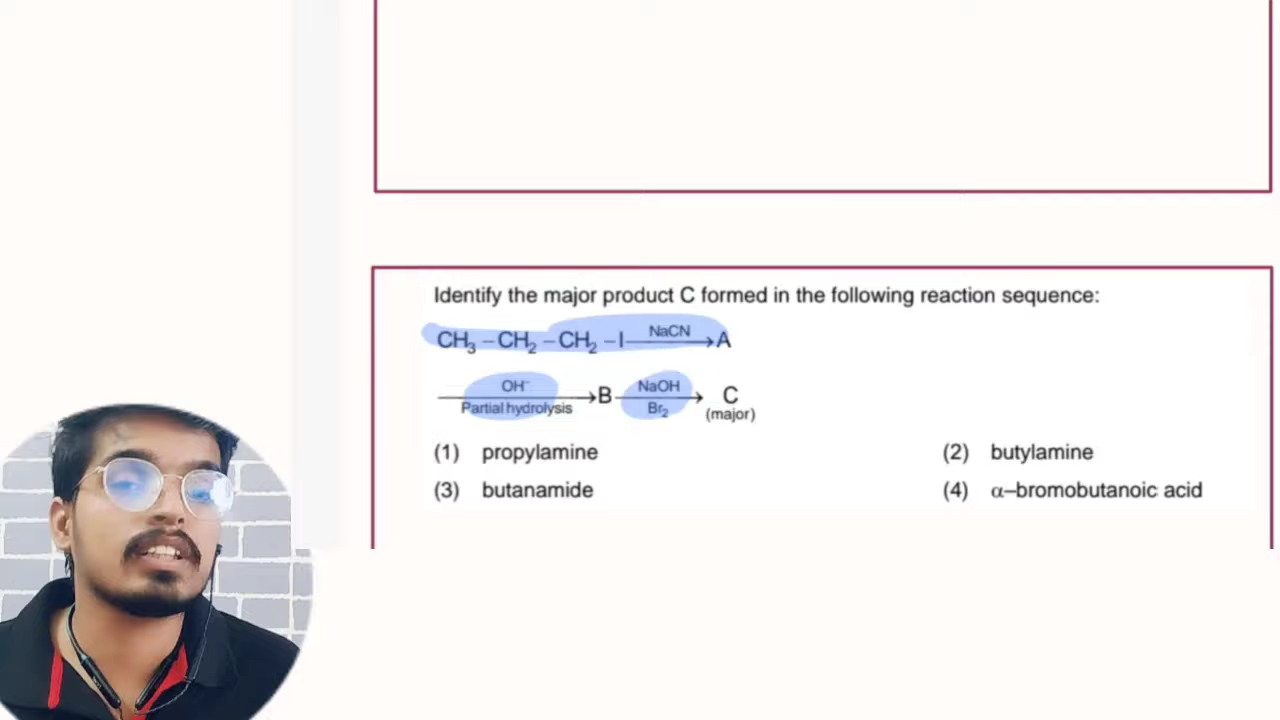 Identify the major product C formed in the following reaction sequence:
CH₃ – CH₂ – CH₂ – I —NaCN→ A
—OH⁻ / Partial hydrolysis→ B —NaOH / Br₂→ C (major)
(1) propylamine (2) butylamine
(3) butanamide (4) α–bromobutanoic acid